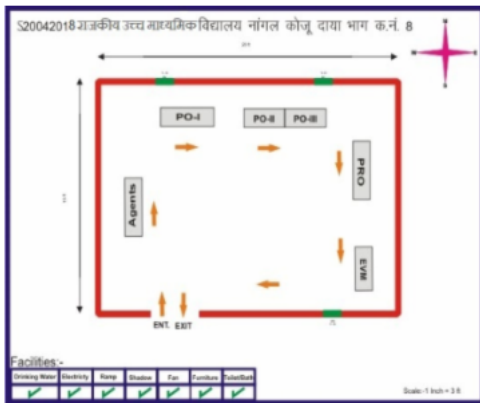 S20042018 राजकीय उच्च माध्यमिक विद्यालय नांगल कोजू दाया भाग क.नं. 8
PO-I
PO-II PO-III
PRO
Agents
EVM
ENT. EXIT
Facilities:-
Drinking Water Electricty Ramp Shadow Fan Furniture Toilet/Bath
Scale:-1 Inch = 3 ft